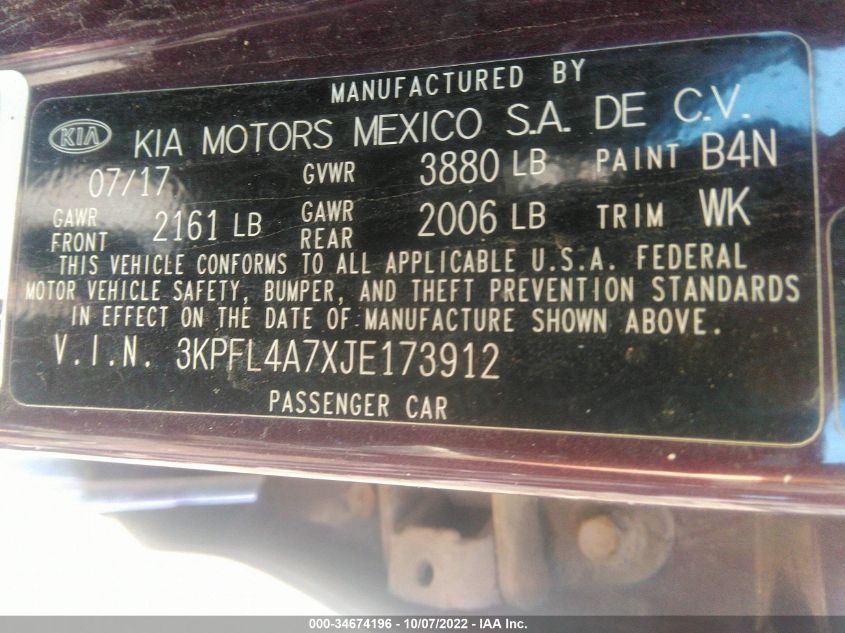 MANUFACTURED BY
KIA KIA MOTORS MEXICO S.A. DE C.V.
07/17 GVWR 3880 LB PAINT B4N
GAWR FRONT 2161 LB GAWR REAR 2006 LB TRIM WK
THIS VEHICLE CONFORMS TO ALL APPLICABLE U.S.A. FEDERAL
MOTOR VEHICLE SAFETY, BUMPER, AND THEFT PREVENTION STANDARDS
IN EFFECT ON THE DATE OF MANUFACTURE SHOWN ABOVE.
V.I.N. 3KPFL4A7XJE173912
PASSENGER CAR
000-34674196 - 10/07/2022 - IAA Inc.